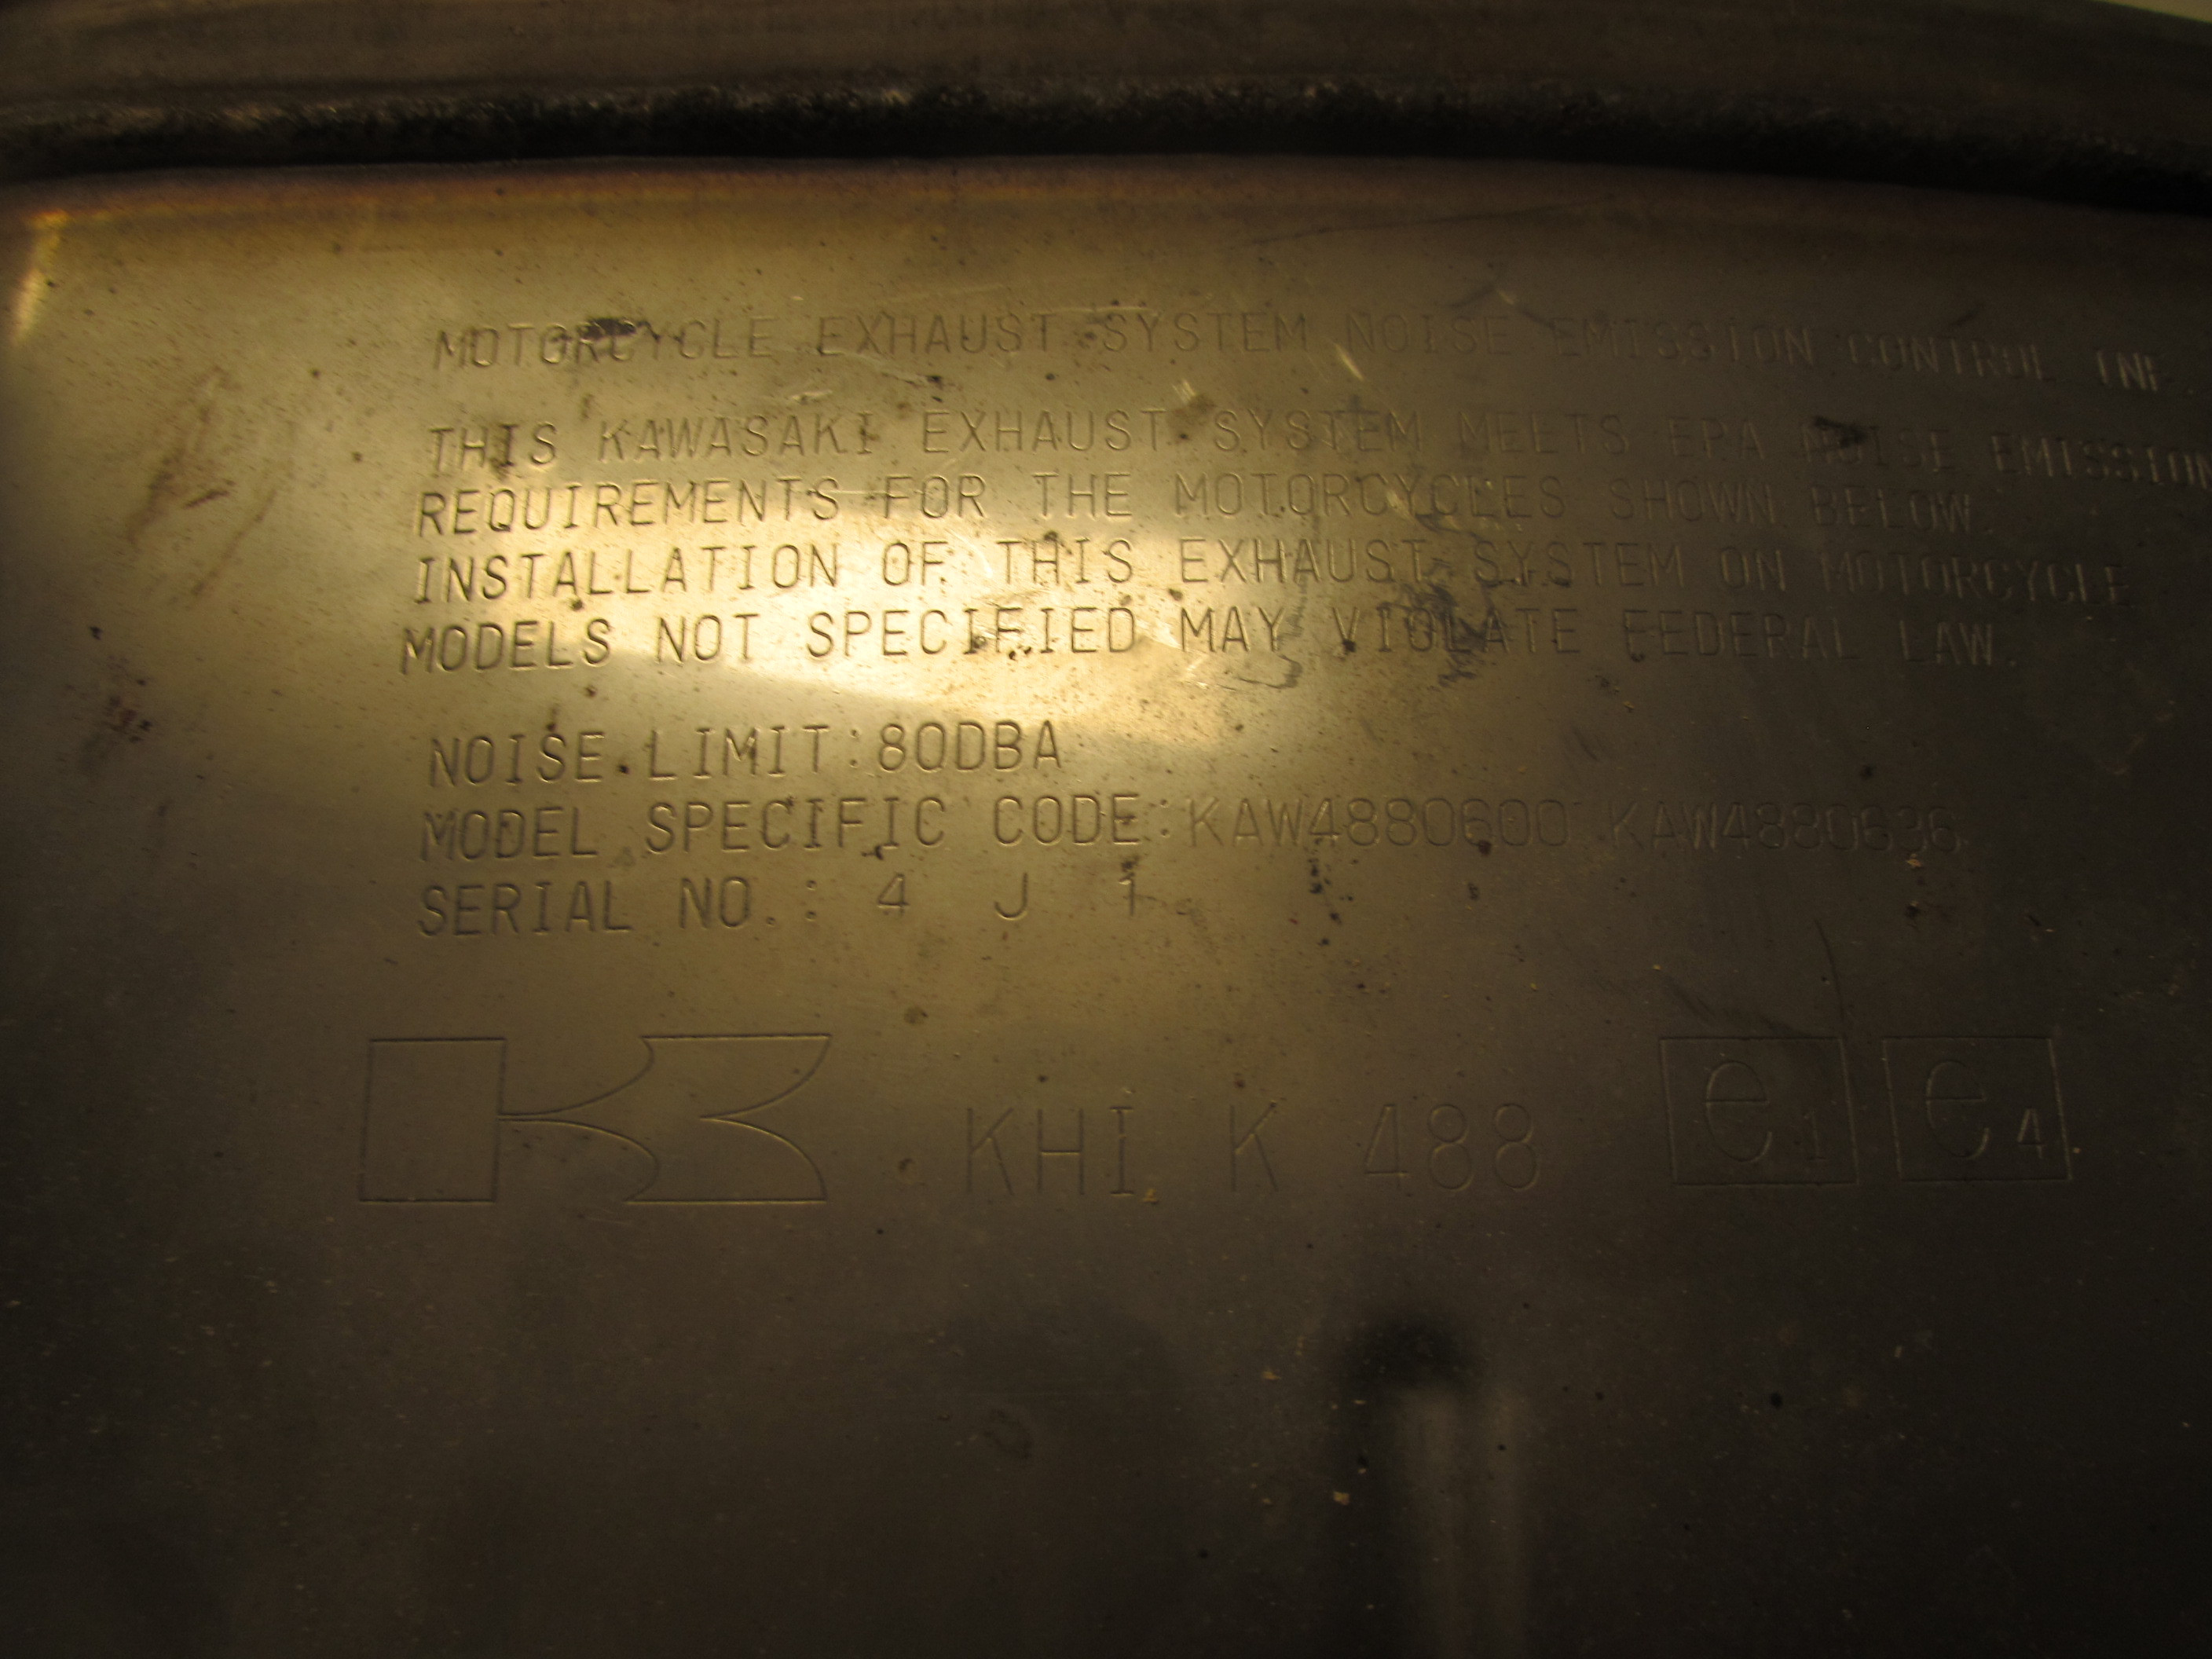 MOTORCYCLE EXHAUST SYSTEM NOISE EMISSION CONTROL INF.
THIS KAWASAKI EXHAUST SYSTEM MEETS EPA NOISE EMISSION
REQUIREMENTS FOR THE MOTORCYCLES SHOWN BELOW.
INSTALLATION OF THIS EXHAUST SYSTEM ON MOTORCYCLE
MODELS NOT SPECIFIED MAY VIOLATE FEDERAL LAW.
NOISE LIMIT:80DBA
MODEL SPECIFIC CODE:KAW4880600 KAW4880636
SERIAL NO.: 4 J 1
KHI K 488 e1 e4